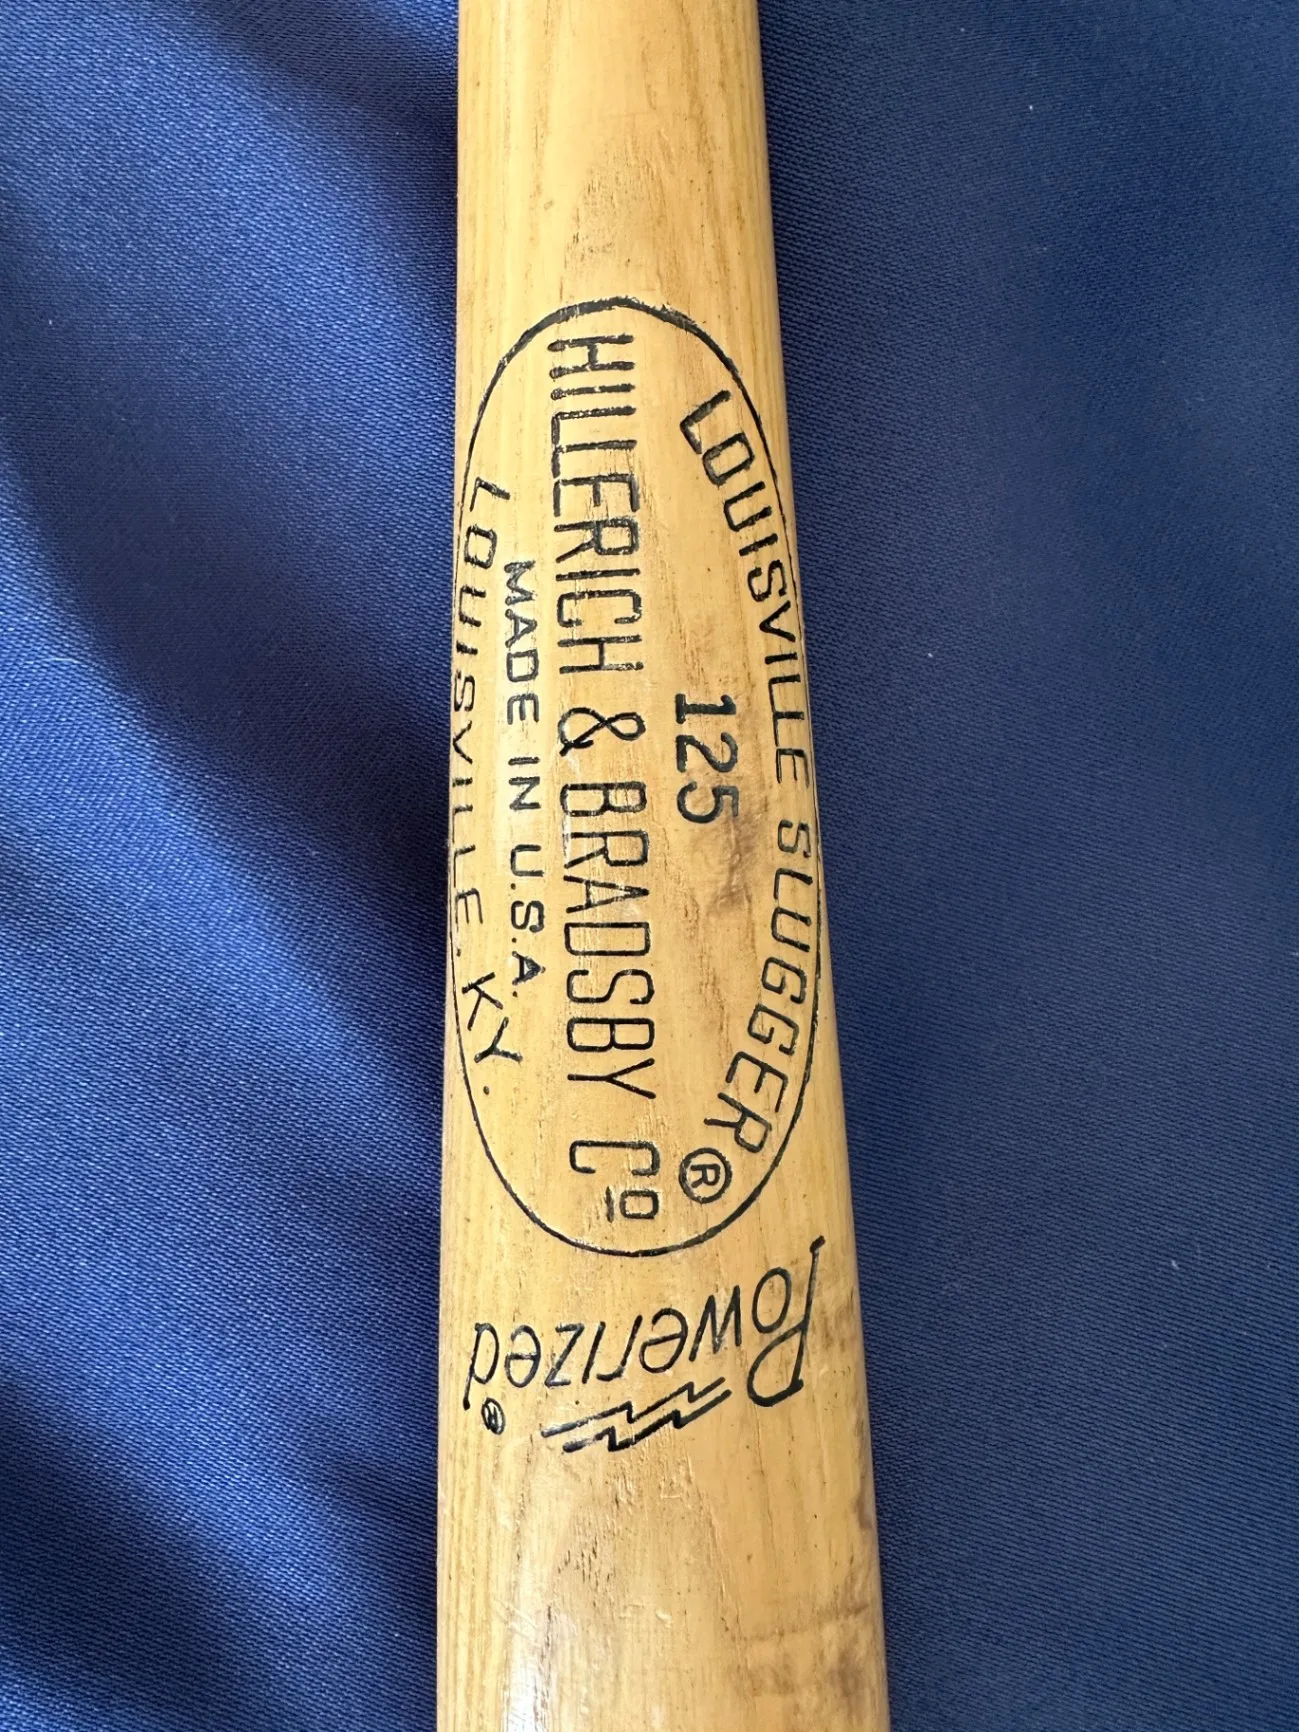 LOUISVILLE SLUGGER®
125
HILLERICH & BRADSBY Cº
MADE IN U.S.A.
LOUISVILLE. KY.
Powerized®